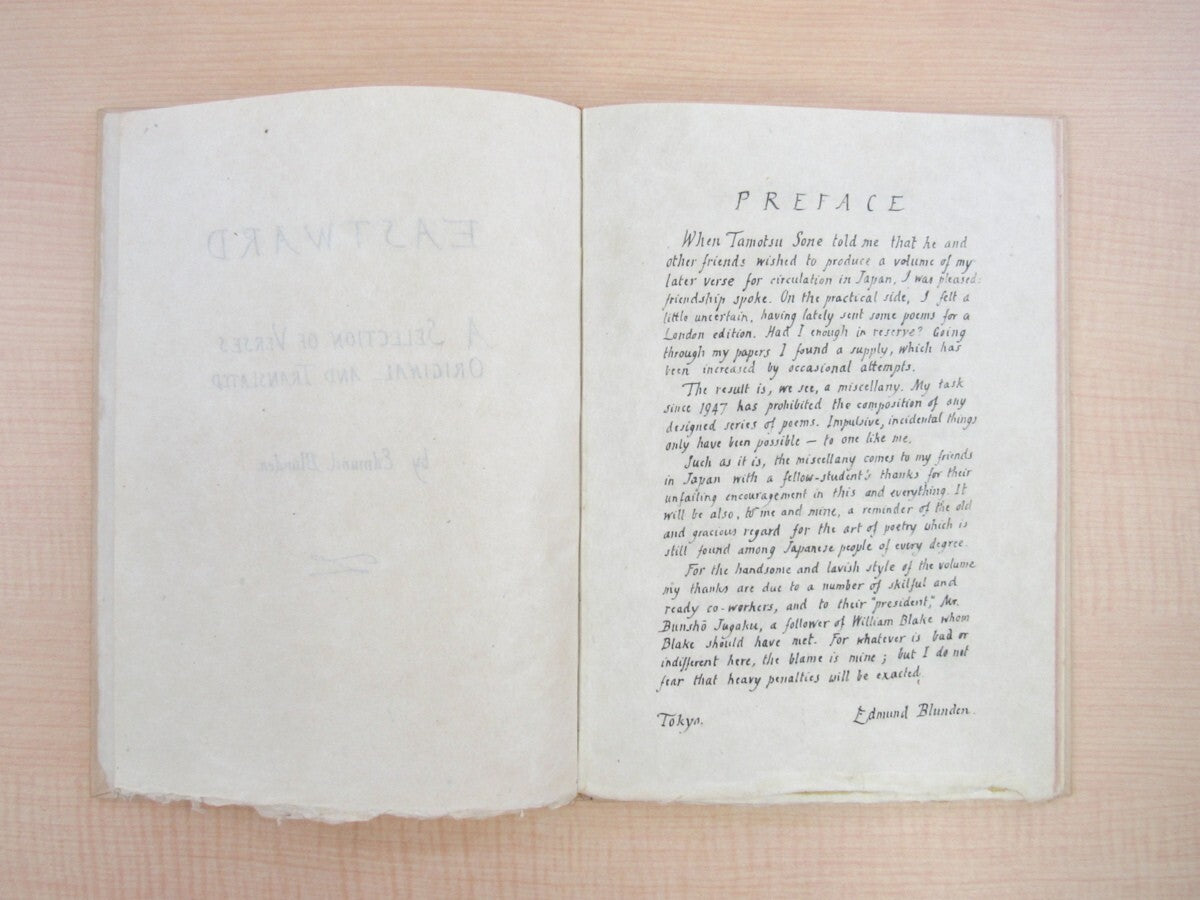 EASTWARD
A SELECTION OF VERSES
ORIGINAL AND TRANSLATED
by Edmund Blunden
PREFACE
When Tamotsu Sone told me that he and
other friends wished to produce a volume of my
later verse for circulation in Japan, I was pleased:
friendship spoke. On the practical side, I felt a
little uncertain, having lately sent some poems for a
London edition. Had I enough in reserve? Going
through my papers I found a supply, which has
been increased by occasional attempts.
The result is, we see, a miscellany. My task
since 1947 has prohibited the composition of any
designed series of poems. Impulsive, incidental things
only have been possible — to one like me.
Such as it is, the miscellany comes to my friends
in Japan with a fellow-student's thanks for their
unfailing encouragement in this and everything. It
will be also, to me and mine, a reminder of the old
and gracious regard for the art of poetry which is
still found among Japanese people of every degree.
For the handsome and lavish style of the volume
my thanks are due to a number of skilful and
ready co-workers, and to their "president," Mr.
Bunshō Jugaku, a follower of William Blake whom
Blake should have met. For whatever is bad or
indifferent here, the blame is mine; but I do not
fear that heavy penalties will be exacted.
Tokyo. Edmund Blunden.